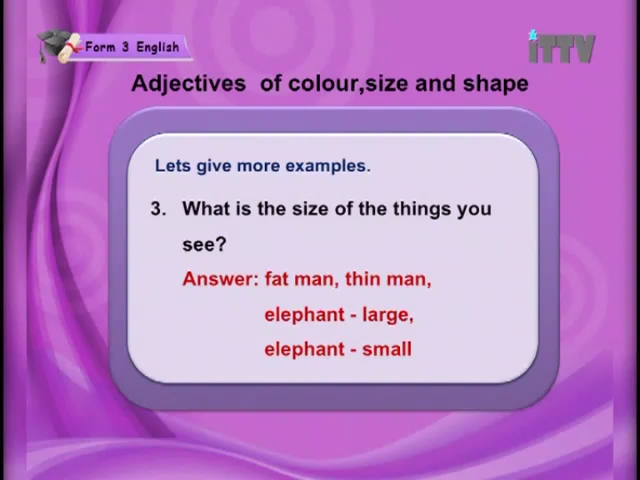 Form 3 English
iTTV
Adjectives of colour,size and shape
Lets give more examples.
3. What is the size of the things you
see?
Answer: fat man, thin man,
elephant - large,
elephant - small